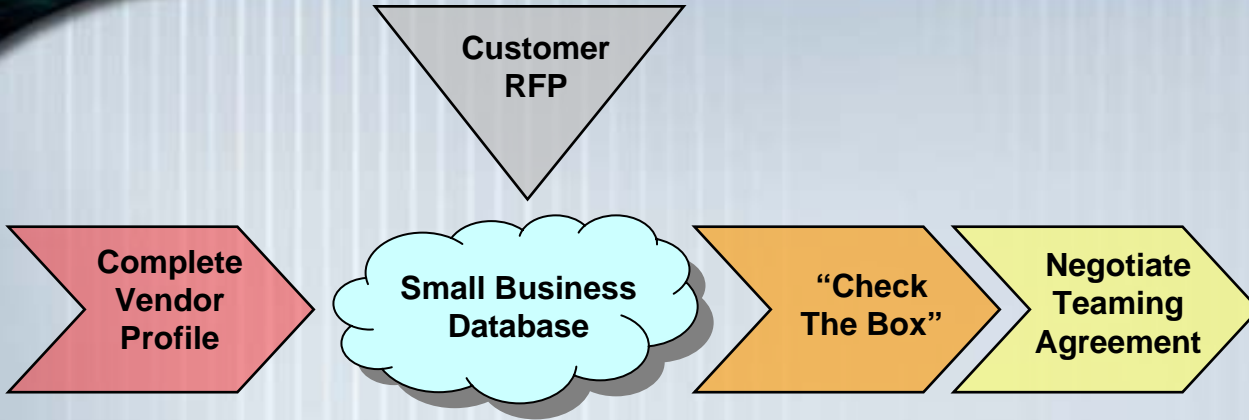 Customer
RFP
Complete
Vendor
Profile
Small Business
Database
“Check
The Box”
Negotiate
Teaming
Agreement